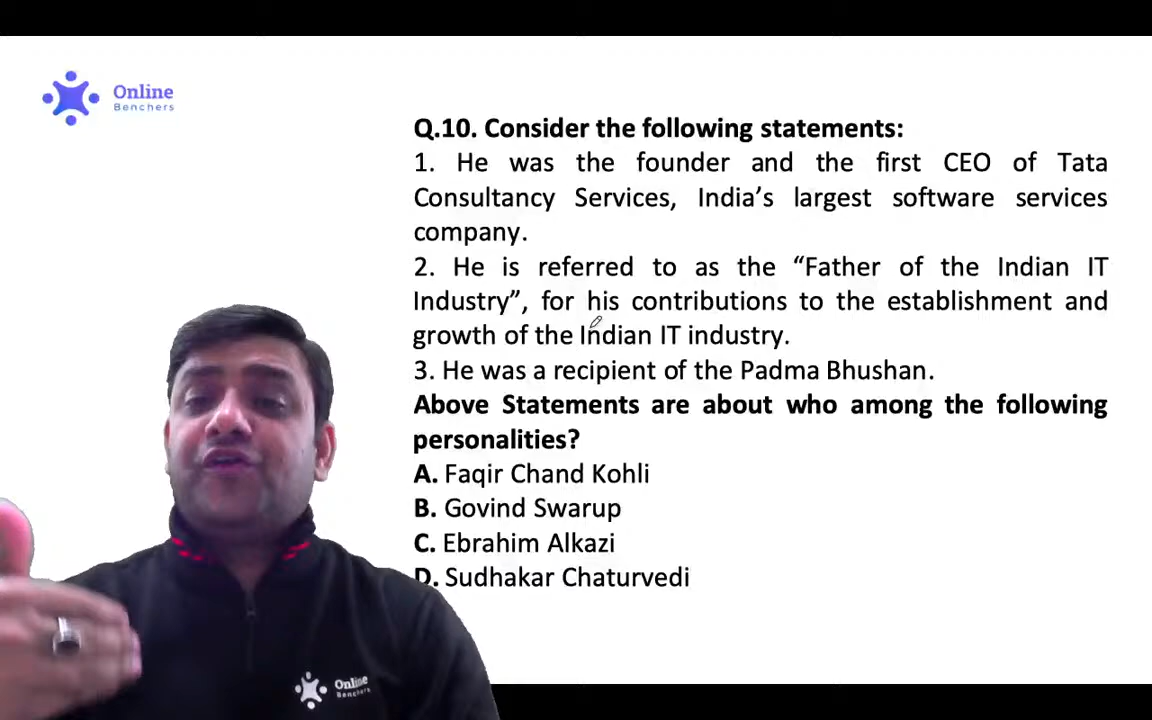 Online
Benchers
Q.10. Consider the following statements:
1. He was the founder and the first CEO of Tata
Consultancy Services, India’s largest software services
company.
2. He is referred to as the “Father of the Indian IT
Industry”, for his contributions to the establishment and
growth of the Indian IT industry.
3. He was a recipient of the Padma Bhushan.
Above Statements are about who among the following
personalities?
A. Faqir Chand Kohli
B. Govind Swarup
C. Ebrahim Alkazi
D. Sudhakar Chaturvedi
Online
Benchers